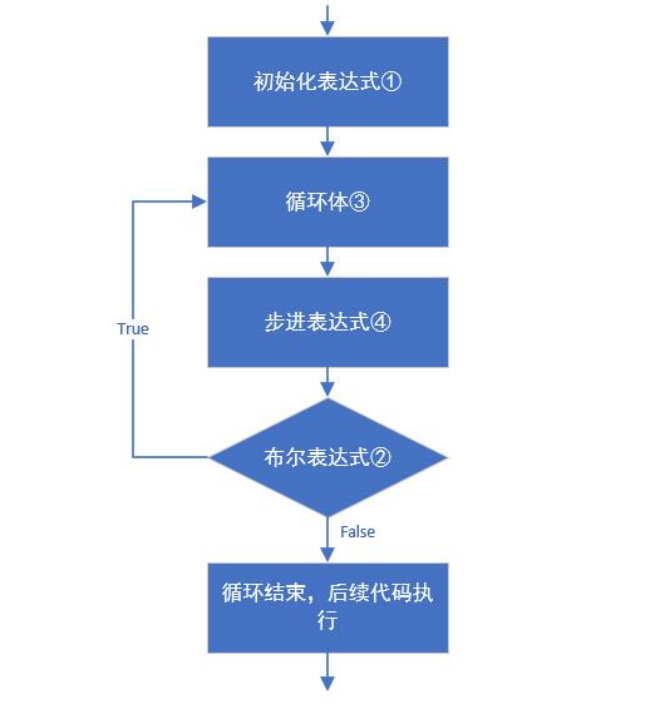 初始化表达式①
循环体③
步进表达式④
True
布尔表达式②
False
循环结束，后续代码执
行